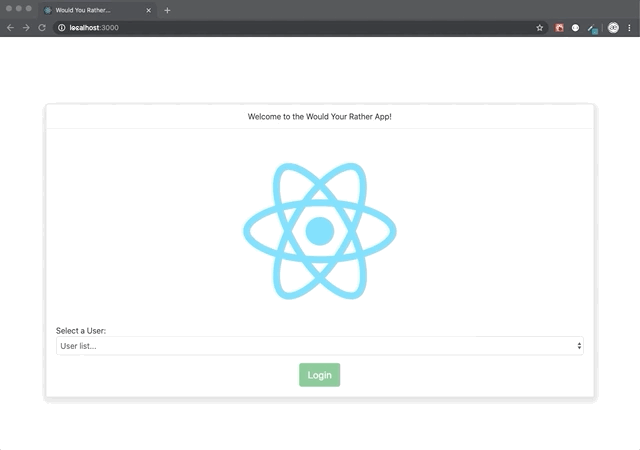 Would You Rather...
localhost:3000
Welcome to the Would Your Rather App!
Select a User:
User list...
Login